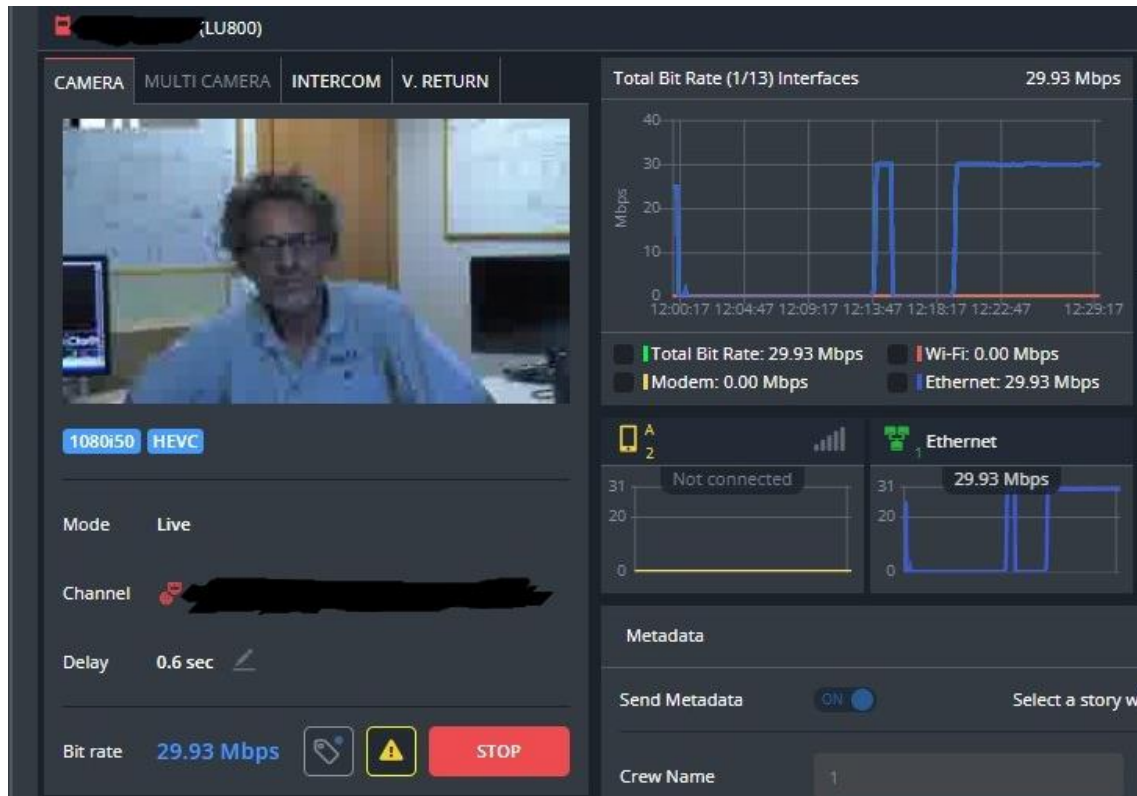 (LU800)
CAMERA MULTI CAMERA INTERCOM V. RETURN
1080i50 HEVC
Mode Live
Channel
Delay 0.6 sec
Bit rate 29.93 Mbps STOP
Total Bit Rate (1/13) Interfaces 29.93 Mbps
40
30
20
10
0
Mbps
12:00:17 12:04:47 12:09:17 12:13:47 12:18:17 12:22:47 12:29:17
Total Bit Rate: 29.93 Mbps Wi-Fi: 0.00 Mbps
Modem: 0.00 Mbps Ethernet: 29.93 Mbps
A
2
Not connected
31
20
0
1 Ethernet
29.93 Mbps
31
20
0
Metadata
Send Metadata ON Select a story w
Crew Name 1